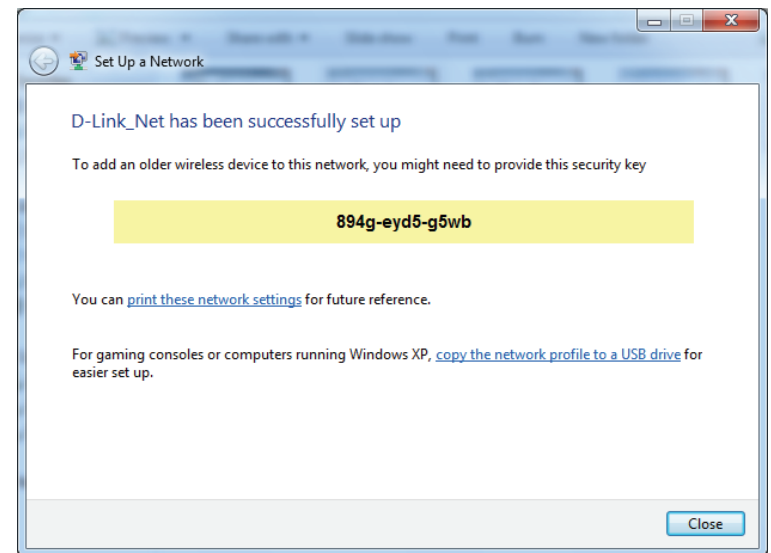 Set Up a Network
D-Link_Net has been successfully set up
To add an older wireless device to this network, you might need to provide this security key
894g-eyd5-g5wb
You can print these network settings for future reference.
For gaming consoles or computers running Windows XP, copy the network profile to a USB drive for
easier set up.
Close